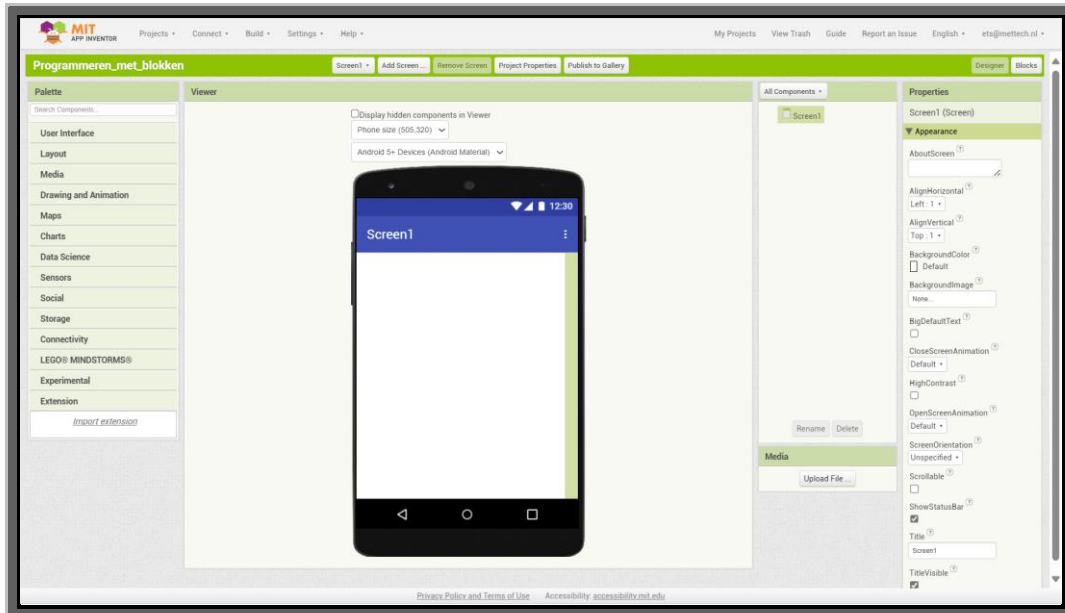 MIT
APP INVENTOR
Projects
Connect
Build
Settings
Help
My Projects
View Trash
Guide
Report an Issue
English
ets@mettech.nl
Programmeren_met_blokken
Screen1
Add Screen ...
Remove Screen
Project Properties
Publish to Gallery
Designer
Blocks
Palette
Search Components...
User Interface
Layout
Media
Drawing and Animation
Maps
Charts
Data Science
Sensors
Social
Storage
Connectivity
LEGO® MINDSTORMS®
Experimental
Extension
Import extension
Viewer
Display hidden components in Viewer
Phone size (505,320)
Android 5+ Devices (Android Material)
12:30
Screen1
All Components
Screen1
Rename
Delete
Media
Upload File ...
Properties
Screen1 (Screen)
Appearance
AboutScreen
AlignHorizontal
Left : 1
AlignVertical
Top : 1
BackgroundColor
Default
BackgroundImage
None...
BigDefaultText
CloseScreenAnimation
Default
HighContrast
OpenScreenAnimation
Default
ScreenOrientation
Unspecified
Scrollable
ShowStatusBar
Title
Screen1
TitleVisible
Privacy Policy and Terms of Use
Accessibility: accessibility.mit.edu